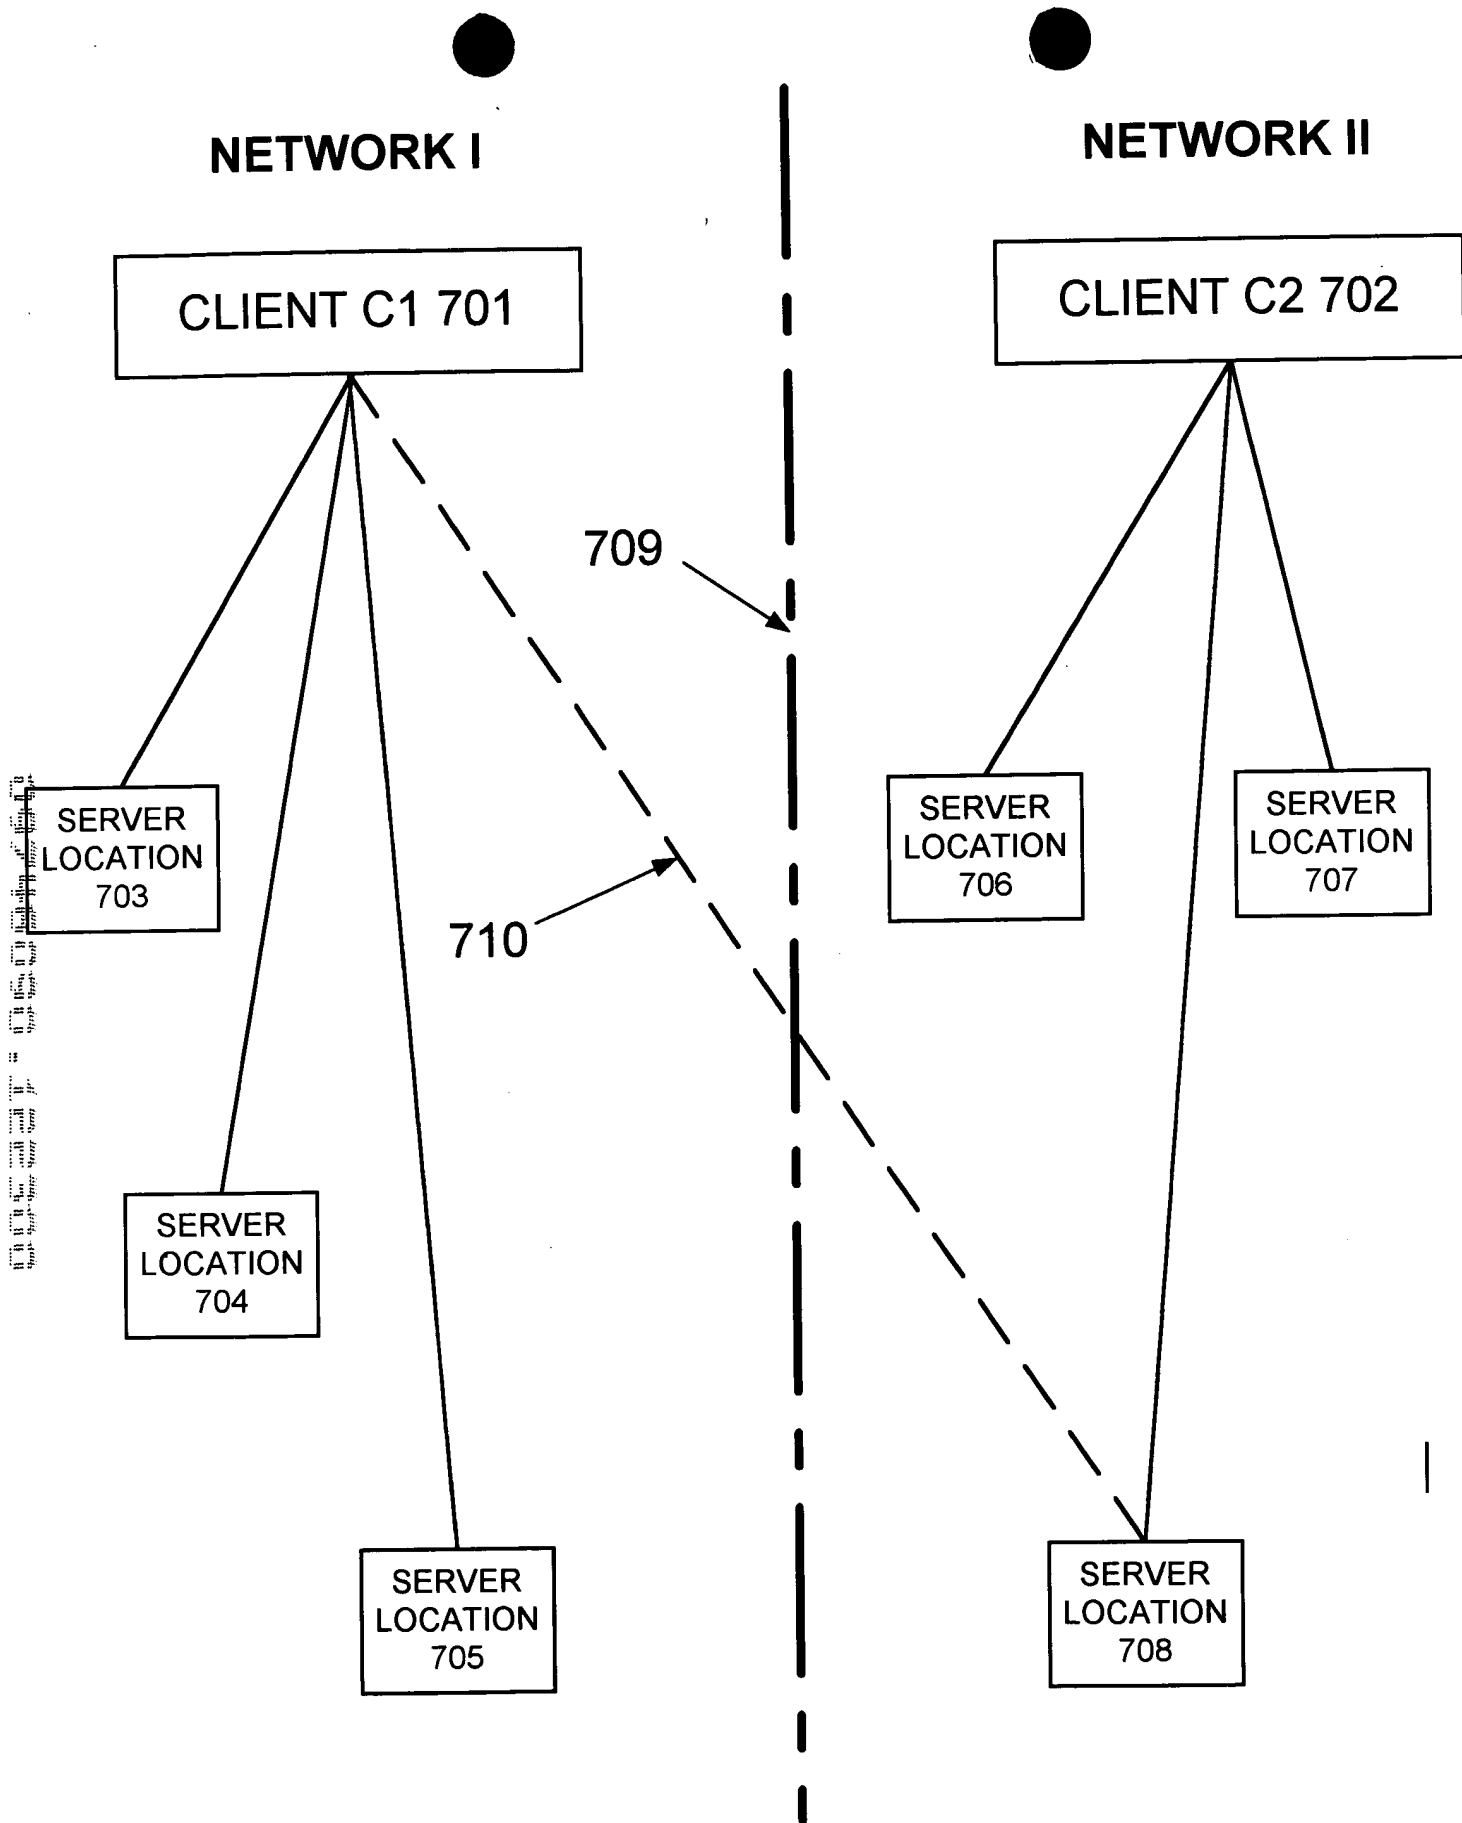 NETWORK I
NETWORK II
CLIENT C1 701
CLIENT C2 702
709
SERVER
LOCATION
703
710
SERVER
LOCATION
706
SERVER
LOCATION
707
SERVER
LOCATION
704
SERVER
LOCATION
705
SERVER
LOCATION
708